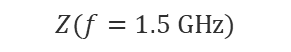 Z(f = 1.5 GHz)